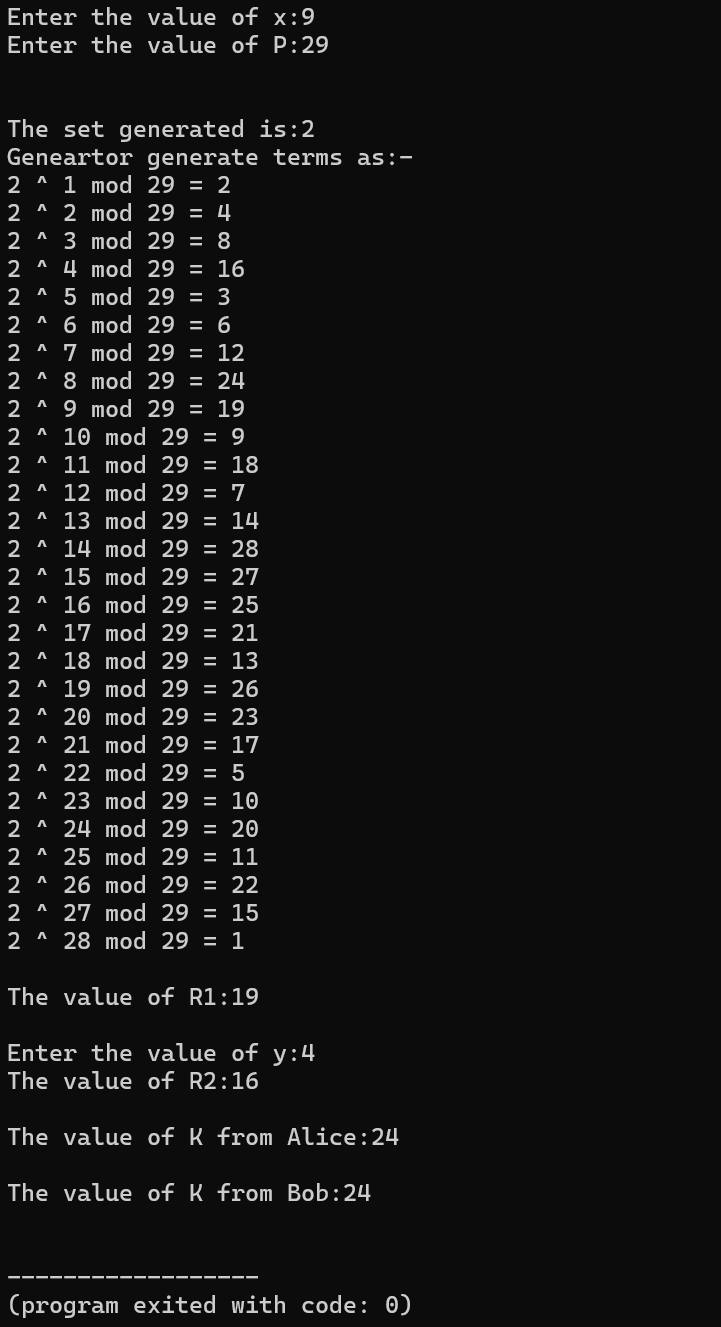 Enter the value of x:9
Enter the value of P:29
The set generated is:2
Geneartor generate terms as:-
2 ^ 1 mod 29 = 2
2 ^ 2 mod 29 = 4
2 ^ 3 mod 29 = 8
2 ^ 4 mod 29 = 16
2 ^ 5 mod 29 = 3
2 ^ 6 mod 29 = 6
2 ^ 7 mod 29 = 12
2 ^ 8 mod 29 = 24
2 ^ 9 mod 29 = 19
2 ^ 10 mod 29 = 9
2 ^ 11 mod 29 = 18
2 ^ 12 mod 29 = 7
2 ^ 13 mod 29 = 14
2 ^ 14 mod 29 = 28
2 ^ 15 mod 29 = 27
2 ^ 16 mod 29 = 25
2 ^ 17 mod 29 = 21
2 ^ 18 mod 29 = 13
2 ^ 19 mod 29 = 26
2 ^ 20 mod 29 = 23
2 ^ 21 mod 29 = 17
2 ^ 22 mod 29 = 5
2 ^ 23 mod 29 = 10
2 ^ 24 mod 29 = 20
2 ^ 25 mod 29 = 11
2 ^ 26 mod 29 = 22
2 ^ 27 mod 29 = 15
2 ^ 28 mod 29 = 1
The value of R1:19
Enter the value of y:4
The value of R2:16
The value of K from Alice:24
The value of K from Bob:24
------------------
(program exited with code: 0)